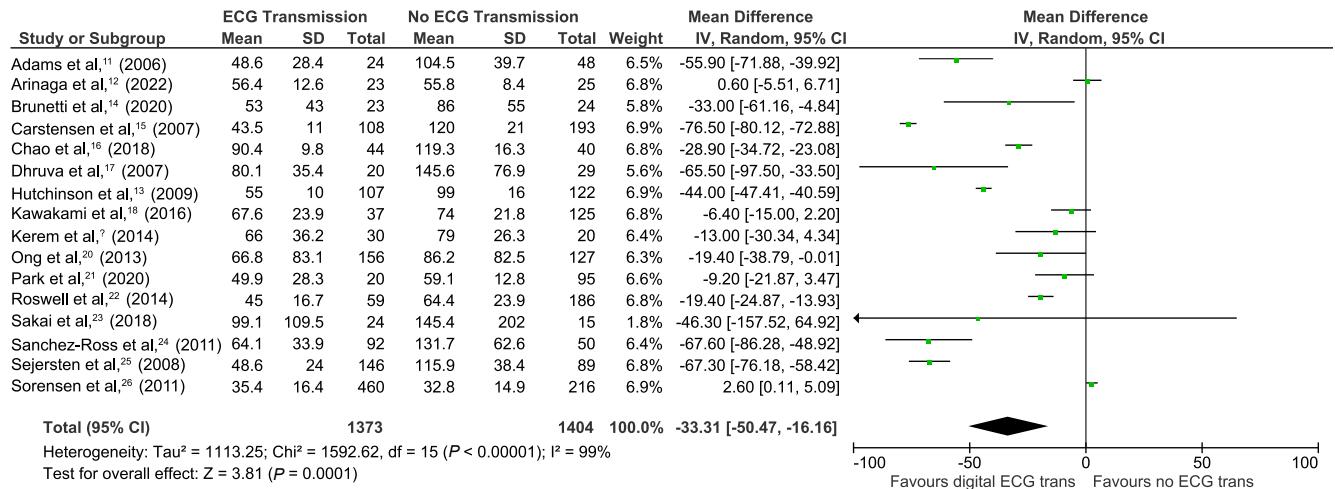 ECG Transmission No ECG Transmission Mean Difference Mean Difference
Study or Subgroup Mean SD Total Mean SD Total Weight IV, Random, 95% CI IV, Random, 95% CI
Adams et al,¹¹ (2006) 48.6 28.4 24 104.5 39.7 48 6.5% -55.90 [-71.88, -39.92]
Arinaga et al,¹² (2022) 56.4 12.6 23 55.8 8.4 25 6.8% 0.60 [-5.51, 6.71]
Brunetti et al,¹⁴ (2020) 53 43 23 86 55 24 5.8% -33.00 [-61.16, -4.84]
Carstensen et al,¹⁵ (2007) 43.5 11 108 120 21 193 6.9% -76.50 [-80.12, -72.88]
Chao et al,¹⁶ (2018) 90.4 9.8 44 119.3 16.3 40 6.8% -28.90 [-34.72, -23.08]
Dhruva et al,¹⁷ (2007) 80.1 35.4 20 145.6 76.9 29 5.6% -65.50 [-97.50, -33.50]
Hutchinson et al,¹³ (2009) 55 10 107 99 16 122 6.9% -44.00 [-47.41, -40.59]
Kawakami et al,¹⁸ (2016) 67.6 23.9 37 74 21.8 125 6.8% -6.40 [-15.00, 2.20]
Kerem et al,^? (2014) 66 36.2 30 79 26.3 20 6.4% -13.00 [-30.34, 4.34]
Ong et al,²⁰ (2013) 66.8 83.1 156 86.2 82.5 127 6.3% -19.40 [-38.79, -0.01]
Park et al,²¹ (2020) 49.9 28.3 20 59.1 12.8 95 6.6% -9.20 [-21.87, 3.47]
Roswell et al,²² (2014) 45 16.7 59 64.4 23.9 186 6.8% -19.40 [-24.87, -13.93]
Sakai et al,²³ (2018) 99.1 109.5 24 145.4 202 15 1.8% -46.30 [-157.52, 64.92]
Sanchez-Ross et al,²⁴ (2011) 64.1 33.9 92 131.7 62.6 50 6.4% -67.60 [-86.28, -48.92]
Sejersten et al,²⁵ (2008) 48.6 24 146 115.9 38.4 89 6.8% -67.30 [-76.18, -58.42]
Sorensen et al,²⁶ (2011) 35.4 16.4 460 32.8 14.9 216 6.9% 2.60 [0.11, 5.09]
Total (95% CI) 1373 1404 100.0% -33.31 [-50.47, -16.16]
Heterogeneity: Tau² = 1113.25; Chi² = 1592.62, df = 15 (P < 0.00001); I² = 99%
Test for overall effect: Z = 3.81 (P = 0.0001)
-100 -50 0 50 100
Favours digital ECG trans Favours no ECG trans